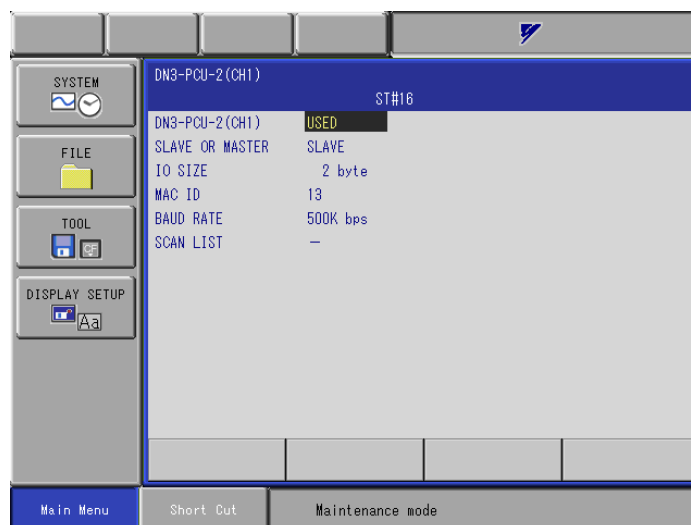 SYSTEM
FILE
TOOL
CF
DISPLAY SETUP
Aa
DN3-PCU-2(CH1)
ST#16
DN3-PCU-2(CH1) USED
SLAVE OR MASTER SLAVE
IO SIZE 2 byte
MAC ID 13
BAUD RATE 500K bps
SCAN LIST —
Main Menu Short Cut Maintenance mode